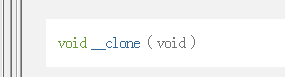 void __clone ( void )